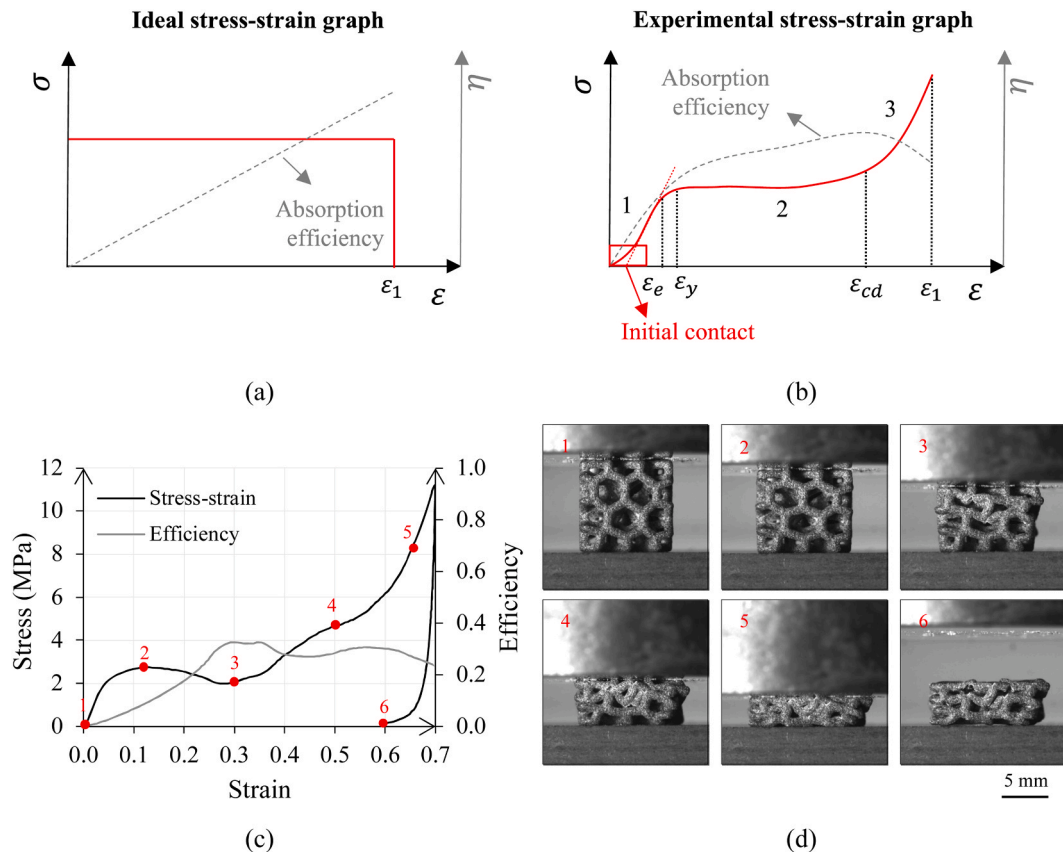 Ideal stress-strain graph
Experimental stress-strain graph
σ
η
Absorption
efficiency
ε₁
ε
σ
η
Absorption
efficiency
1
2
3
εₑ
ε_y
ε_cd
ε₁
ε
Initial contact
(a)
(b)
12
10
8
6
4
2
0
Stress (MPa)
Stress-strain
Efficiency
1
2
3
4
5
6
1.0
0.8
0.6
0.4
0.2
0.0
Efficiency
0.0
0.1
0.2
0.3
0.4
0.5
0.6
0.7
Strain
1
2
3
4
5
6
5 mm
(c)
(d)